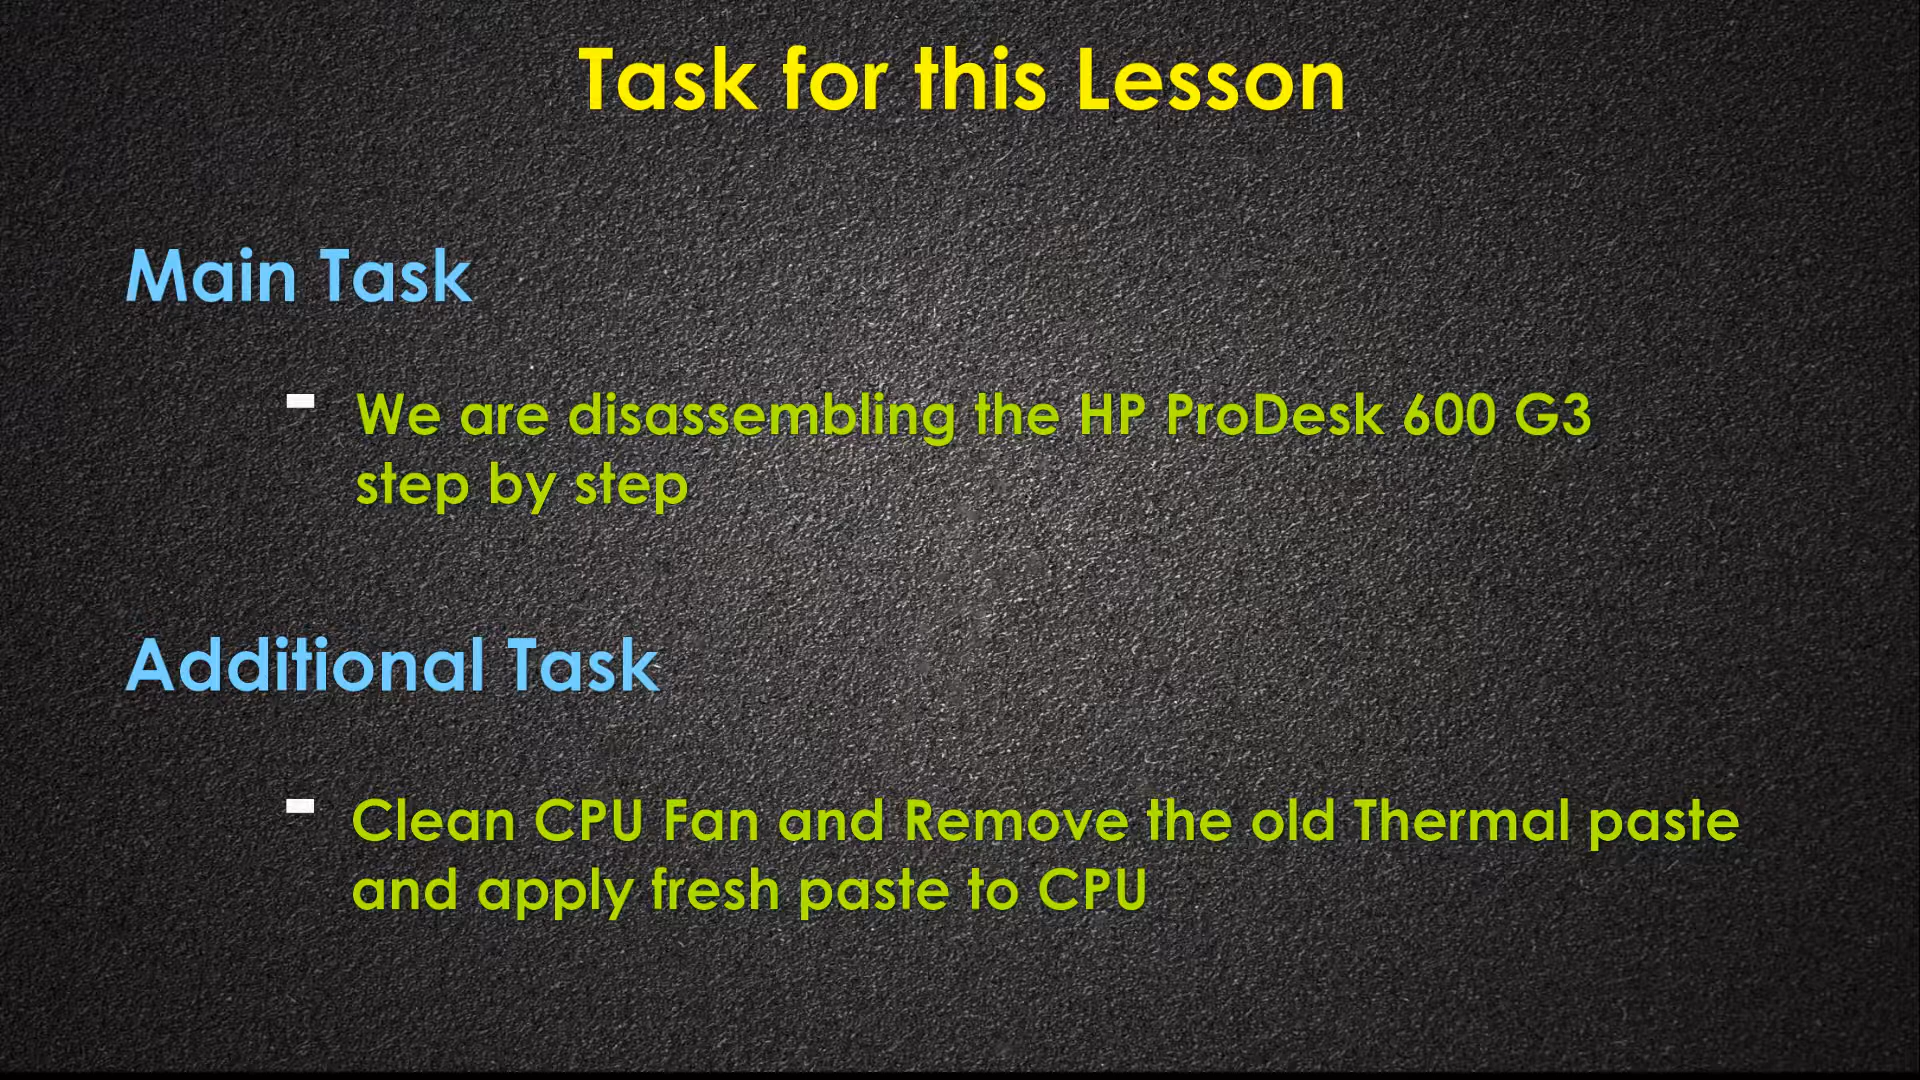 Task for this Lesson
Main Task
- We are disassembling the HP ProDesk 600 G3
step by step
Additional Task
- Clean CPU Fan and Remove the old Thermal paste
and apply fresh paste to CPU